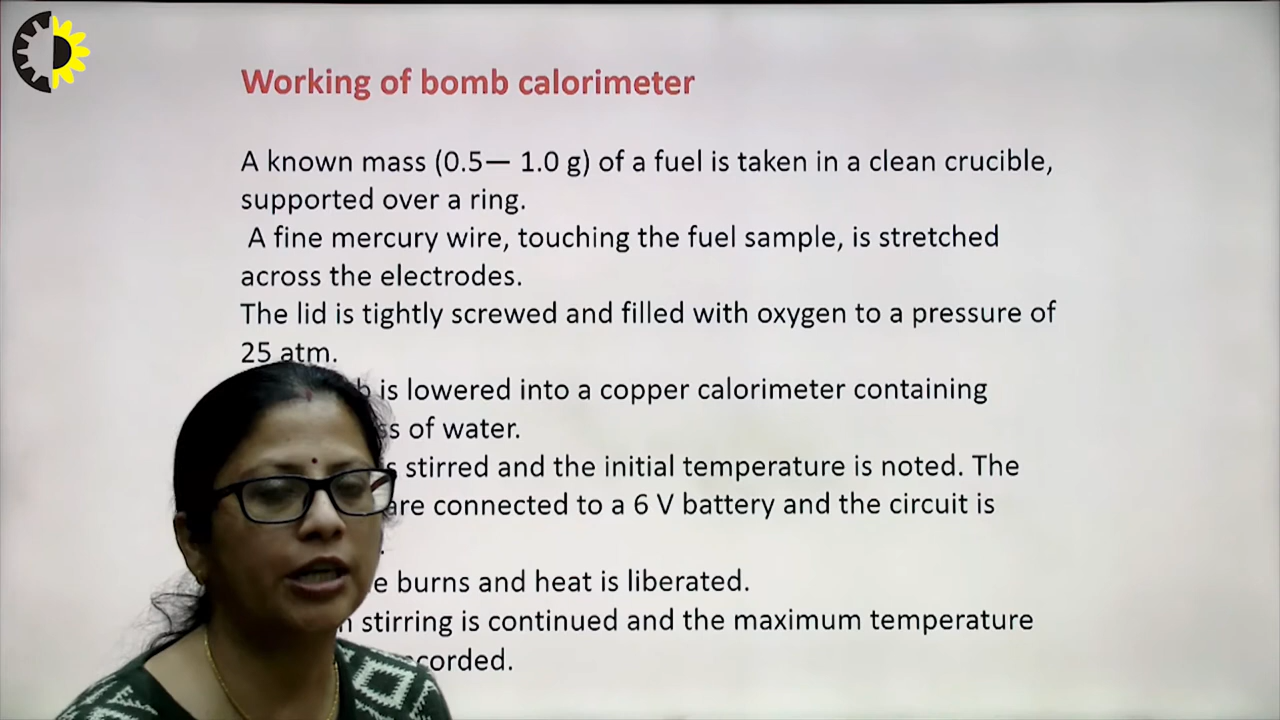 Working of bomb calorimeter
A known mass (0.5— 1.0 g) of a fuel is taken in a clean crucible,
supported over a ring.
A fine mercury wire, touching the fuel sample, is stretched
across the electrodes.
The lid is tightly screwed and filled with oxygen to a pressure of
25 atm.
is lowered into a copper calorimeter containing
of water.
stirred and the initial temperature is noted. The
are connected to a 6 V battery and the circuit is
burns and heat is liberated.
stirring is continued and the maximum temperature